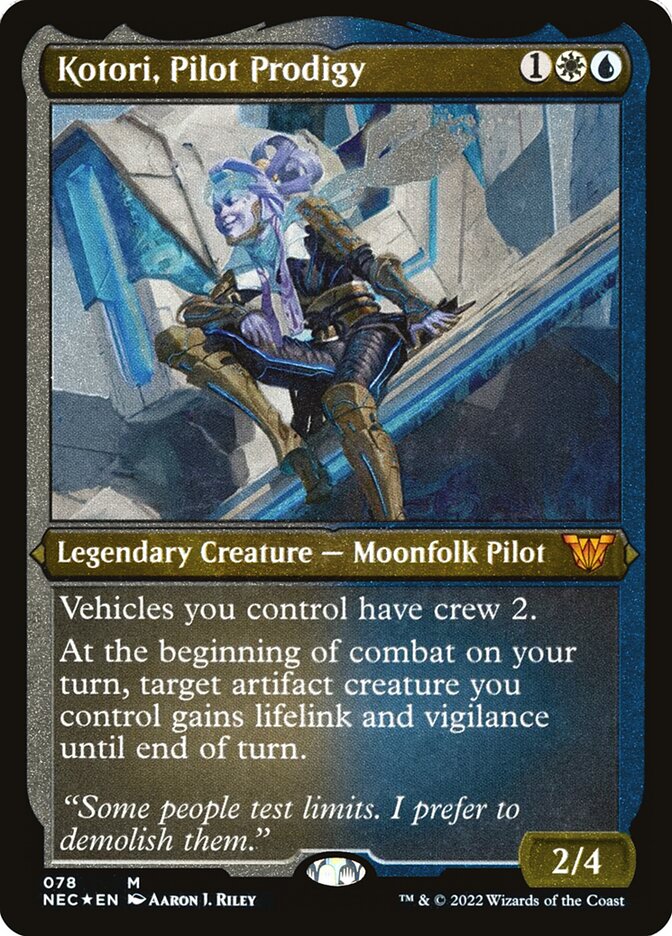 Kotori, Pilot Prodigy 1
Legendary Creature — Moonfolk Pilot
Vehicles you control have crew 2.
At the beginning of combat on your
turn, target artifact creature you
control gains lifelink and vigilance
until end of turn.
“Some people test limits. I prefer to
demolish them.”
2/4
078 M
NEC★EN Aaron J. Riley ™ & © 2022 Wizards of the Coast